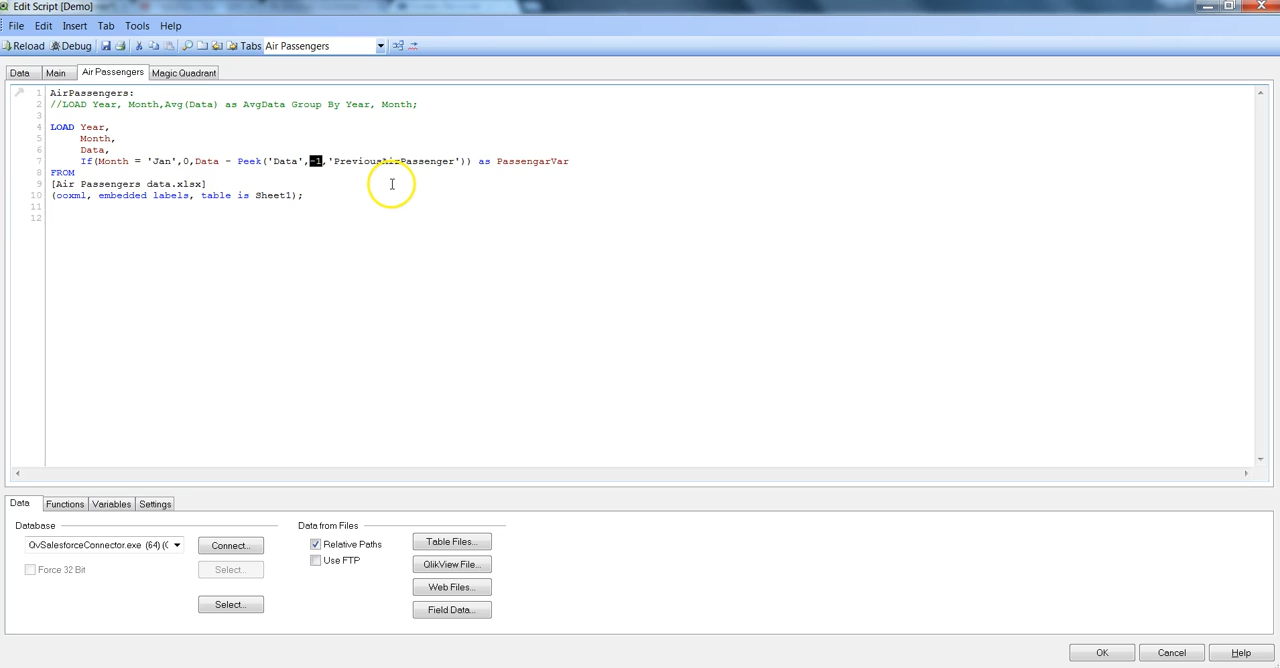 Edit Script [Demo]
File Edit Insert Tab Tools Help
Reload Debug Tabs Air Passengers
Data Main Air Passengers Magic Quadrant
1 AirPassengers:
2 //LOAD Year, Month,Avg(Data) as AvgData Group By Year, Month;
3
4 LOAD Year,
5 Month,
6 Data,
7 If(Month = 'Jan',0,Data - Peek('Data',-1,'PreviousAirPassenger')) as PassengarVar
8 FROM
9 [Air Passengers data.xlsx]
10 (ooxml, embedded labels, table is Sheet1);
11
12
Data Functions Variables Settings
Database Data from Files
QvSalesforceConnector.exe (64) (C Connect... Relative Paths Table Files...
Force 32 Bit Select... Use FTP QlikView File...
Web Files...
Select... Field Data...
OK Cancel Help